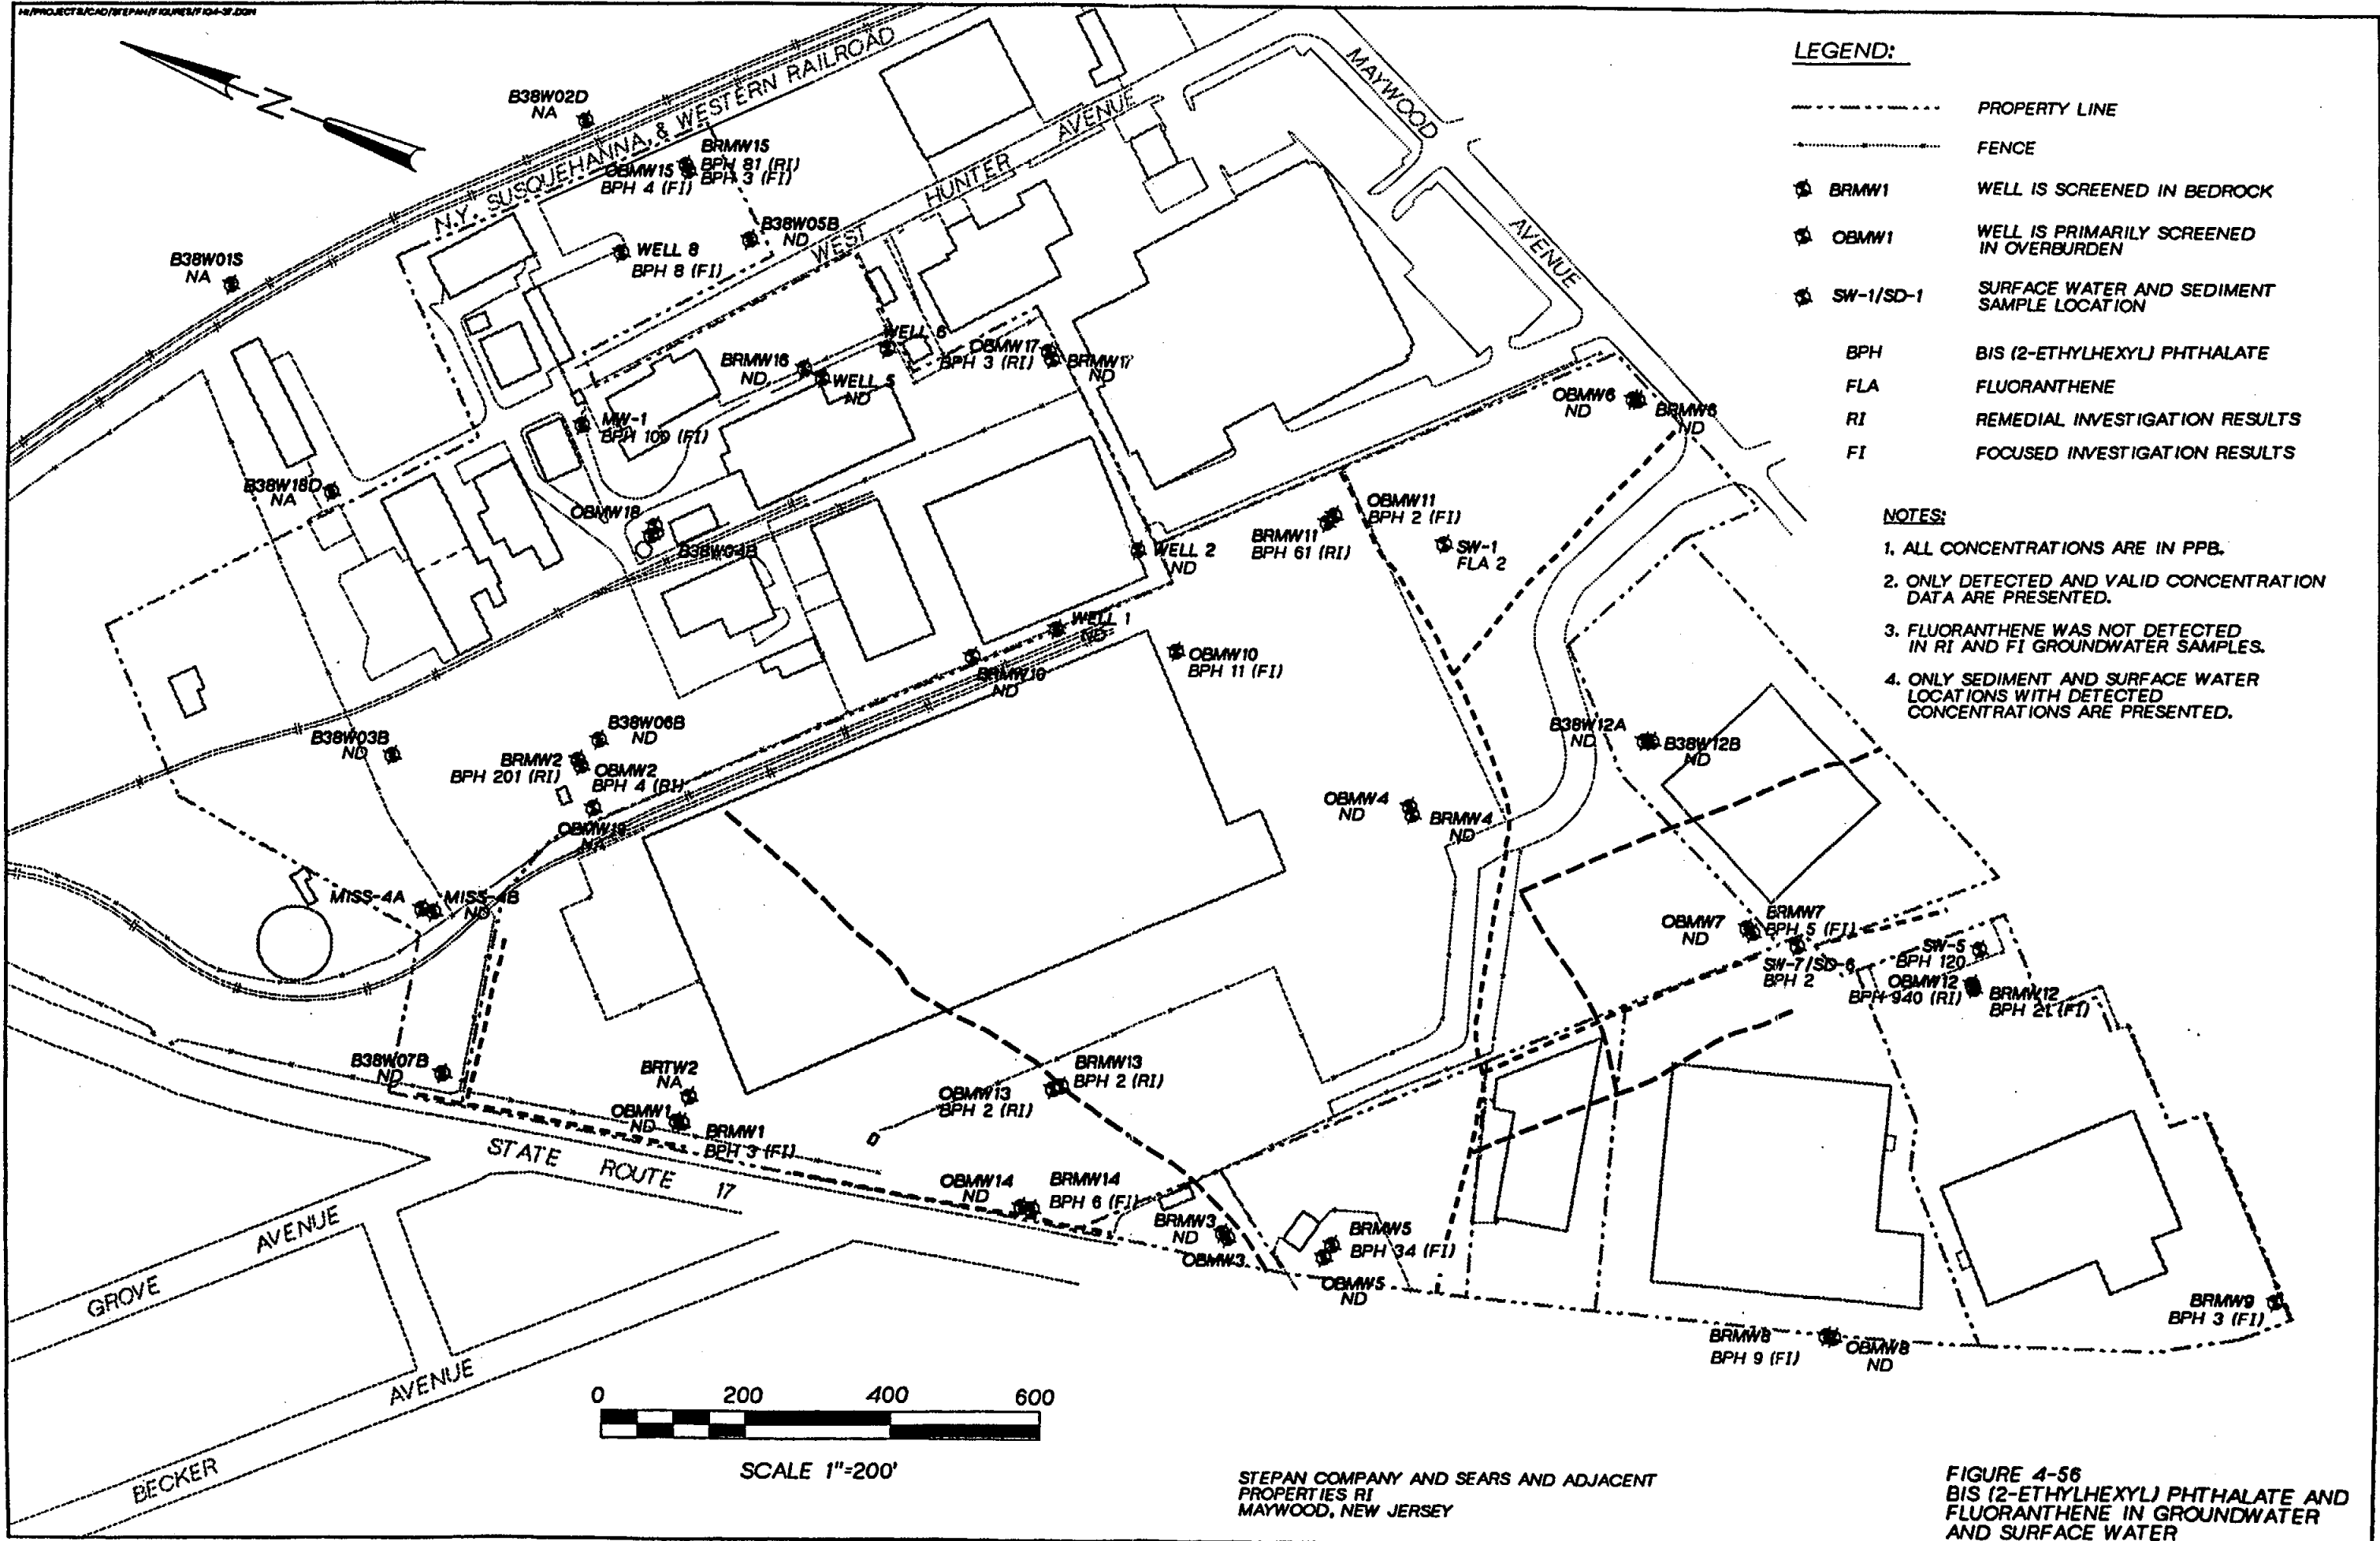 B38W02D
NA
N.Y. SUSQUEHANNA, & WESTERN RAILROAD
BRMW15
BPH 81 (RI)
BPH 3 (FI)
OBMW15
BPH 4 (FI)
B38W05B
ND
WELL 8
BPH 8 (FI)
B38W01S
NA
WEST HUNTER AVENUE
MAYWOOD AVENUE
WELL 6
OBMW17
BPH 3 (RI)
BRMW17
ND
BRMW16
ND
WELL 5
ND
MW-1
BPH 100 (FI)
B38W18D
NA
OBMW18
B38W04B
OBMW6
ND
BRMW6
ND
OBMW11
BPH 2 (FI)
BRMW11
BPH 61 (RI)
SW-1
FLA 2
WELL 2
ND
WELL 1
ND
BRMW10
ND
OBMW10
BPH 11 (FI)
B38W03B
ND
B38W06B
ND
BRMW2
BPH 201 (RI)
OBMW2
BPH 4 (RI)
OBMW19
NA
B38W12A
ND
B38W12B
ND
OBMW4
ND
BRMW4
ND
MISS-4A
MISS-4B
ND
OBMW7
ND
BRMW7
BPH 5 (FI)
SW-7/SD-6
BPH 2
SW-5
BPH 120
OBMW12
BPH 940 (RI)
BRMW12
BPH 21 (FI)
B38W07B
ND
BRTW2
NA
OBMW1
ND
BRMW1
BPH 3 (FI)
OBMW13
BPH 2 (RI)
BRMW13
BPH 2 (RI)
STATE ROUTE 17
OBMW14
ND
BRMW14
BPH 6 (FI)
BRMW3
ND
OBMW3
BRMW5
BPH 34 (FI)
OBMW5
ND
BRMW8
BPH 9 (FI)
OBMW8
ND
BRMW9
BPH 3 (FI)
GROVE AVENUE
BECKER AVENUE
N
LEGEND:
PROPERTY LINE
FENCE
BRMW1 WELL IS SCREENED IN BEDROCK
OBMW1 WELL IS PRIMARILY SCREENED
IN OVERBURDEN
SW-1/SD-1 SURFACE WATER AND SEDIMENT
SAMPLE LOCATION
BPH BIS (2-ETHYLHEXYL) PHTHALATE
FLA FLUORANTHENE
RI REMEDIAL INVESTIGATION RESULTS
FI FOCUSED INVESTIGATION RESULTS
NOTES:
1. ALL CONCENTRATIONS ARE IN PPB.
2. ONLY DETECTED AND VALID CONCENTRATION
DATA ARE PRESENTED.
3. FLUORANTHENE WAS NOT DETECTED
IN RI AND FI GROUNDWATER SAMPLES.
4. ONLY SEDIMENT AND SURFACE WATER
LOCATIONS WITH DETECTED
CONCENTRATIONS ARE PRESENTED.
0 200 400 600
SCALE 1"=200'
STEPAN COMPANY AND SEARS AND ADJACENT
PROPERTIES RI
MAYWOOD, NEW JERSEY
FIGURE 4-56
BIS (2-ETHYLHEXYL) PHTHALATE AND
FLUORANTHENE IN GROUNDWATER
AND SURFACE WATER